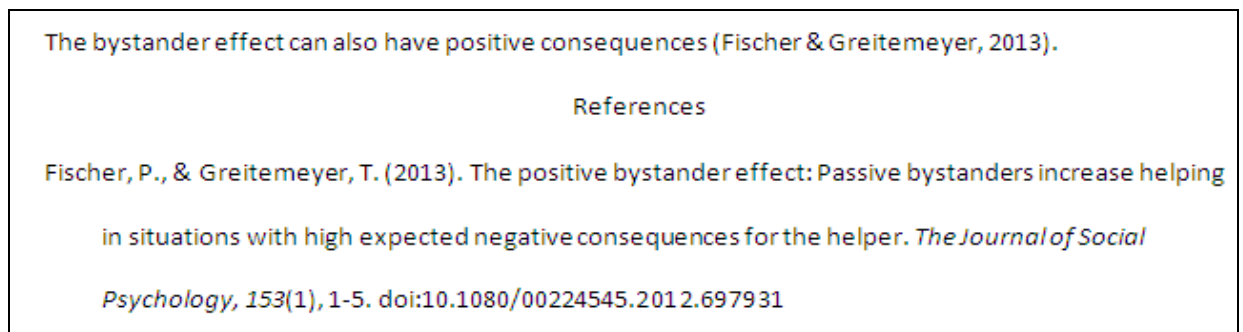 The bystander effect can also have positive consequences (Fischer & Greitemeyer, 2013).
References
Fischer, P., & Greitemeyer, T. (2013). The positive bystander effect: Passive bystanders increase helping
in situations with high expected negative consequences for the helper. The Journal of Social
Psychology, 153(1), 1-5. doi:10.1080/00224545.2012.697931